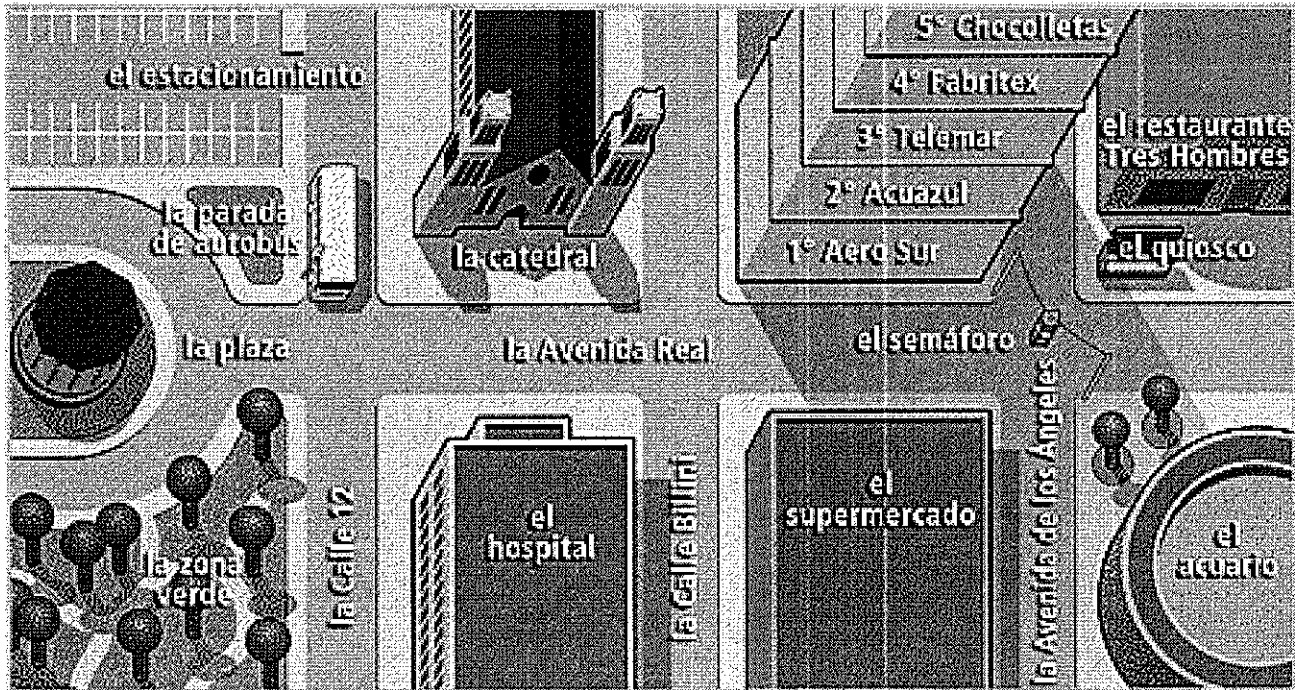 5° Chocolletas
el estacionamiento
4° Fabritex
3° Telemar
el restaurante
Tres Hombres
2° Acuazul
la parada
de autobús
la catedral
1° Aero Sur
el quiosco
la plaza
la Avenida Real
el semáforo
la Avenida de los Ángeles
la Calle 12
el
hospital
la Calle Billini
el
supermercado
el
acuario
la zona
verde